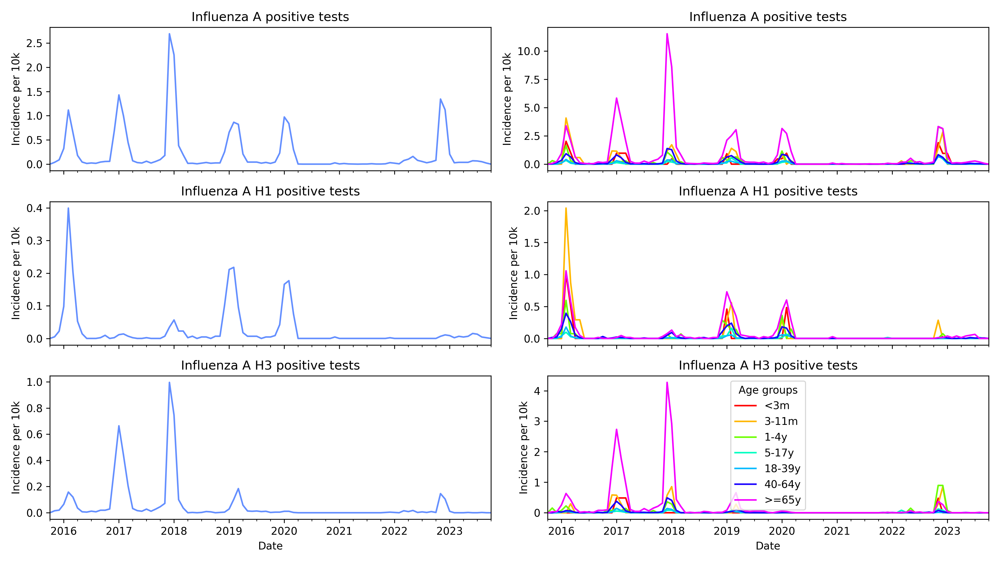 Influenza A positive tests
Incidence per 10k
2.5
2.0
1.5
1.0
0.5
0.0
Influenza A positive tests
Incidence per 10k
10.0
7.5
5.0
2.5
0.0
Influenza A H1 positive tests
Incidence per 10k
0.4
0.3
0.2
0.1
0.0
Influenza A H1 positive tests
Incidence per 10k
2.0
1.5
1.0
0.5
0.0
Influenza A H3 positive tests
Incidence per 10k
1.0
0.8
0.6
0.4
0.2
0.0
2016 2017 2018 2019 2020 2021 2022 2023
Date
Influenza A H3 positive tests
Incidence per 10k
4
3
2
1
0
Age groups
<3m
3-11m
1-4y
5-17y
18-39y
40-64y
>=65y
2016 2017 2018 2019 2020 2021 2022 2023
Date